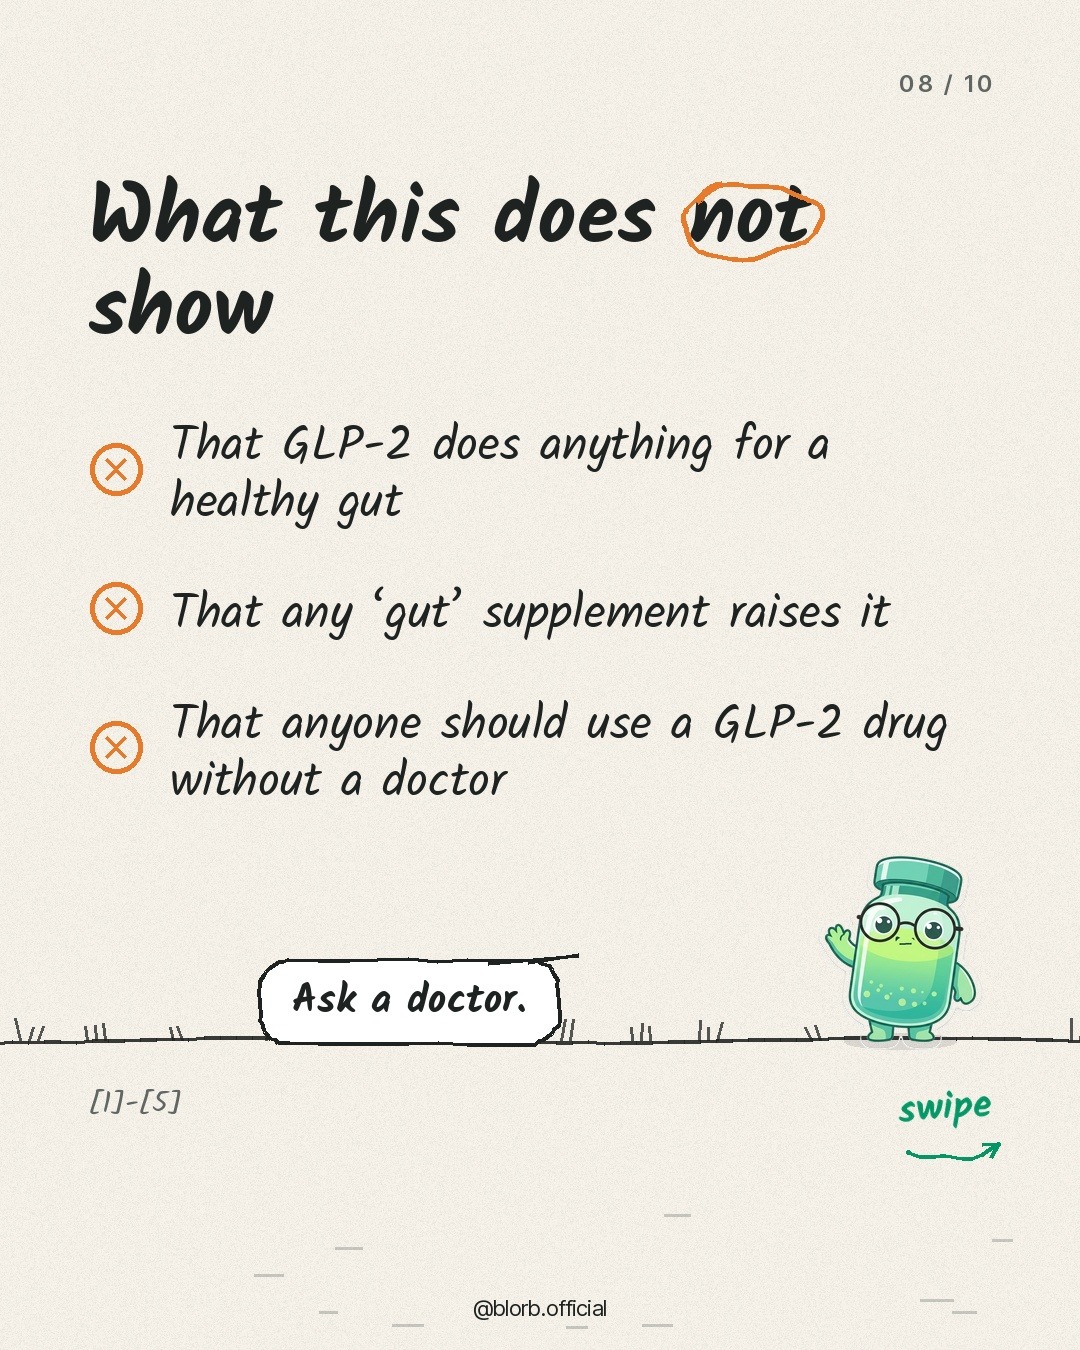 08 / 10
What this does not
show
That GLP-2 does anything for a
healthy gut
That any ‘gut’ supplement raises it
That anyone should use a GLP-2 drug
without a doctor
Ask a doctor.
[1]-[5]
swipe
@blorb.official